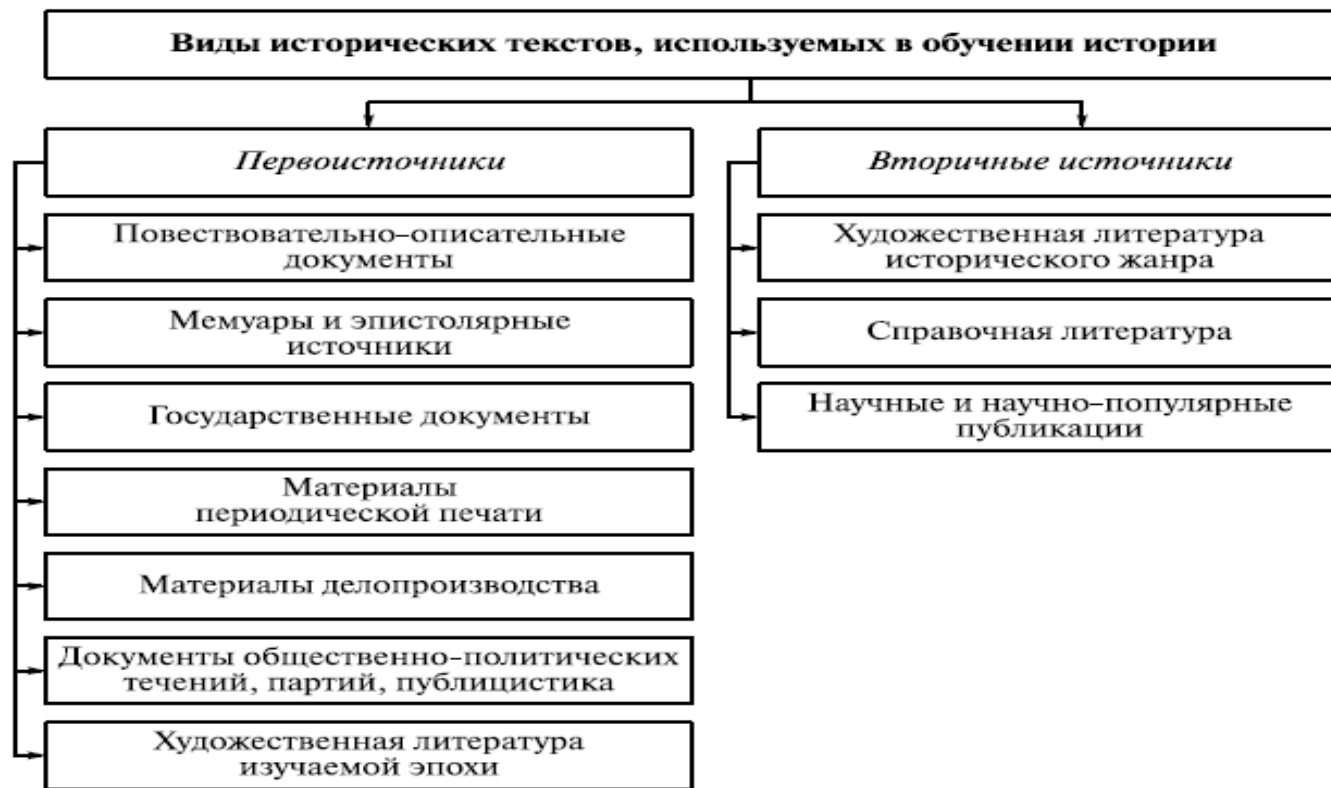 Виды исторических текстов, используемых в обучении истории
Первоисточники
Повествовательно-описательные
документы
Мемуары и эпистолярные
источники
Государственные документы
Материалы
периодической печати
Материалы делопроизводства
Документы общественно-политических
течений, партий, публицистика
Художественная литература
изучаемой эпохи
Вторичные источники
Художественная литература
исторического жанра
Справочная литература
Научные и научно-популярные
публикации